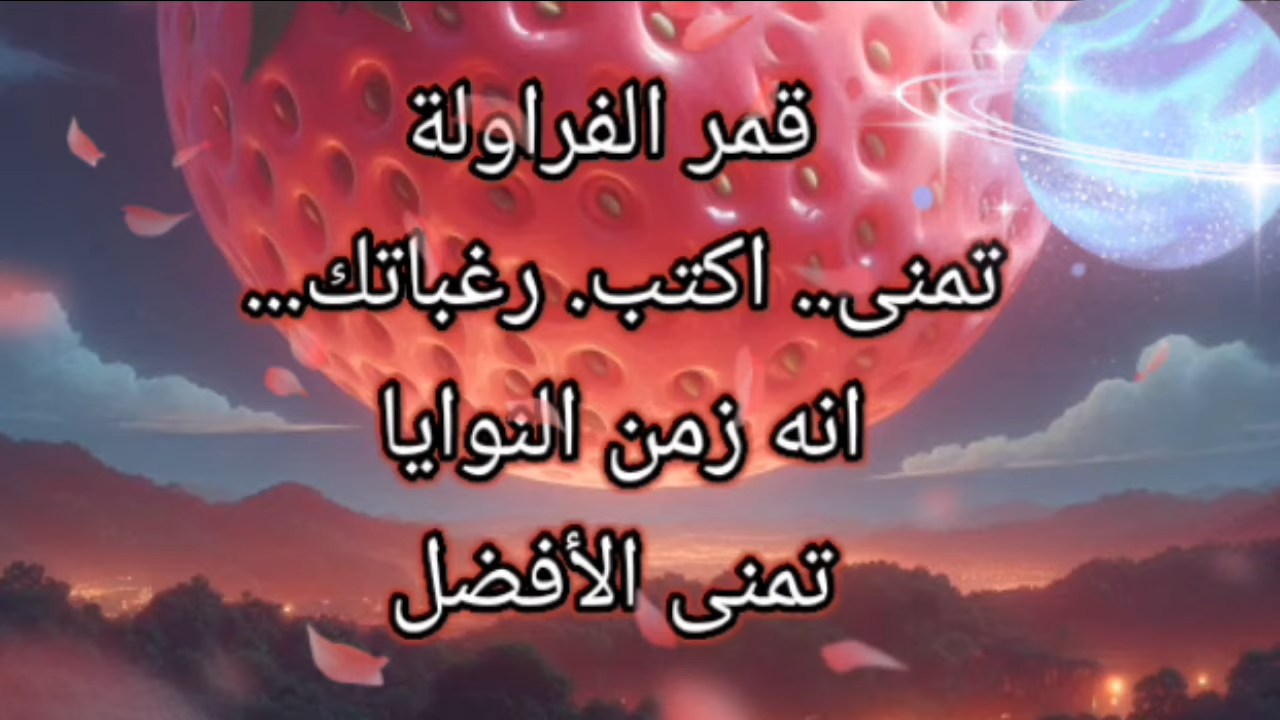 قمر الفراولة
تمنى.. اكتب. رغباتك...
انه زمن النوايا
تمنى الأفضل